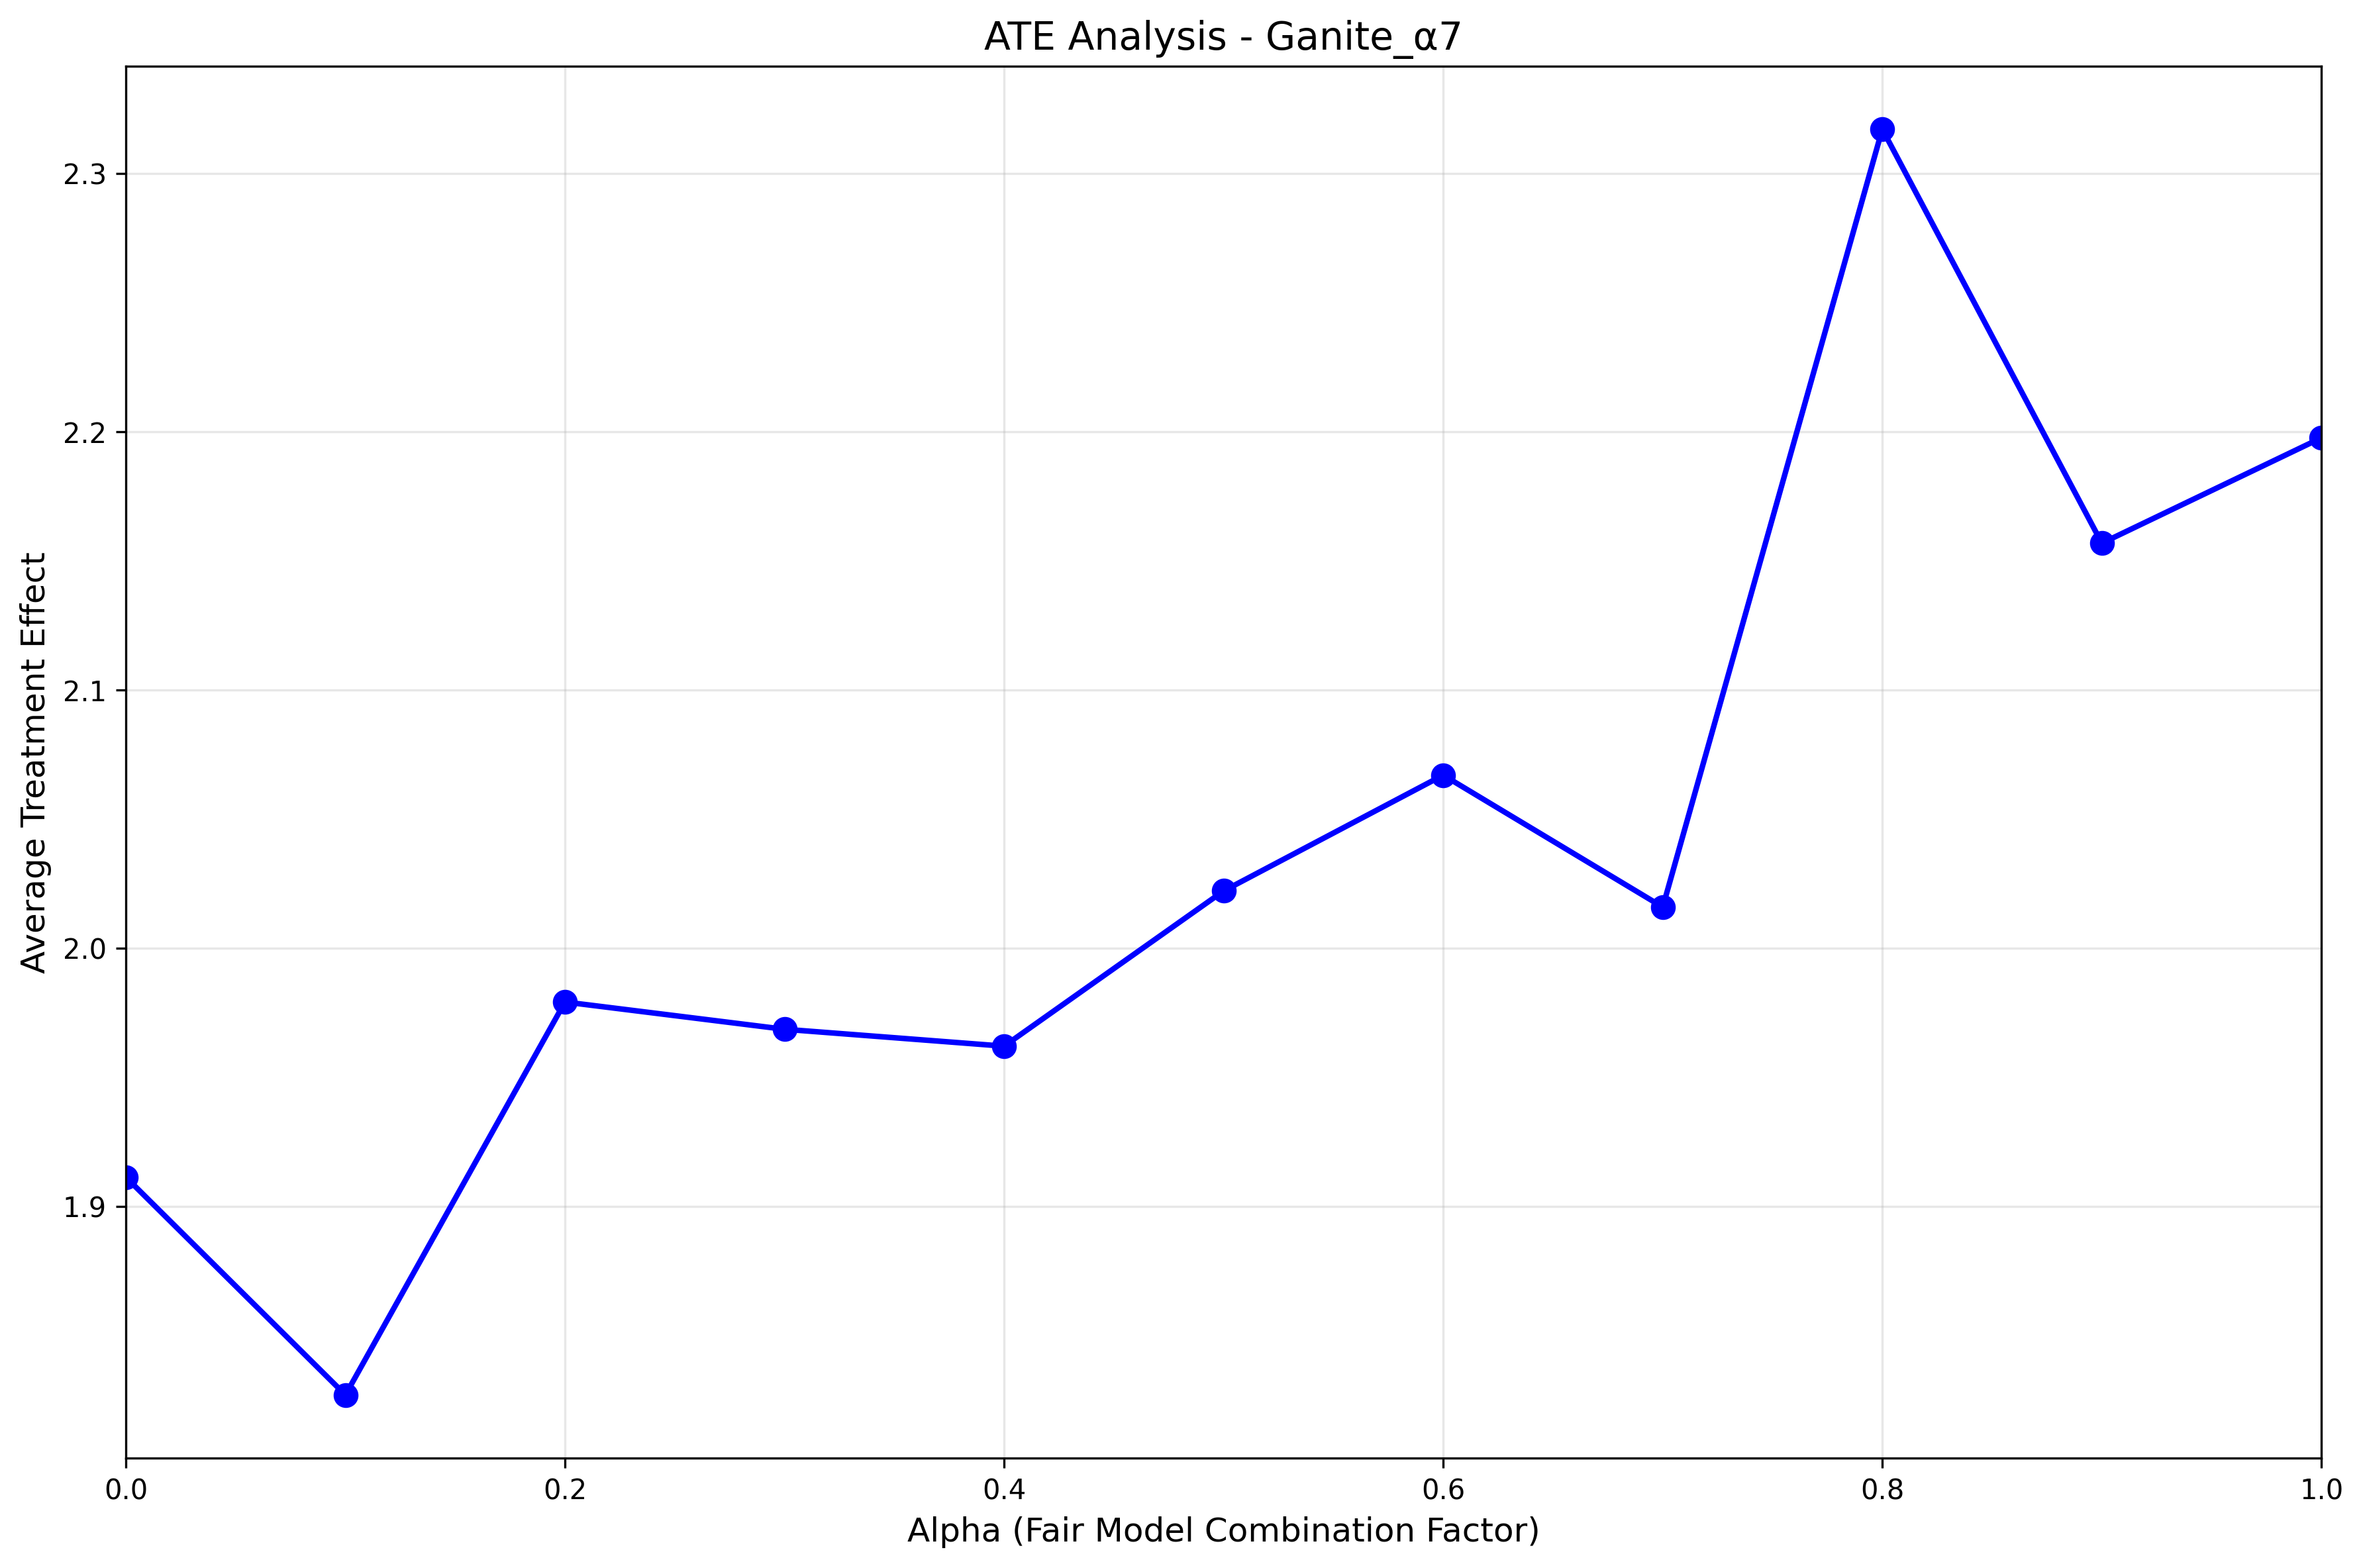 ATE Analysis - Ganite_α7
Average Treatment Effect
2.3
2.2
2.1
2.0
1.9
0.0 0.2 0.4 0.6 0.8 1.0
Alpha (Fair Model Combination Factor)